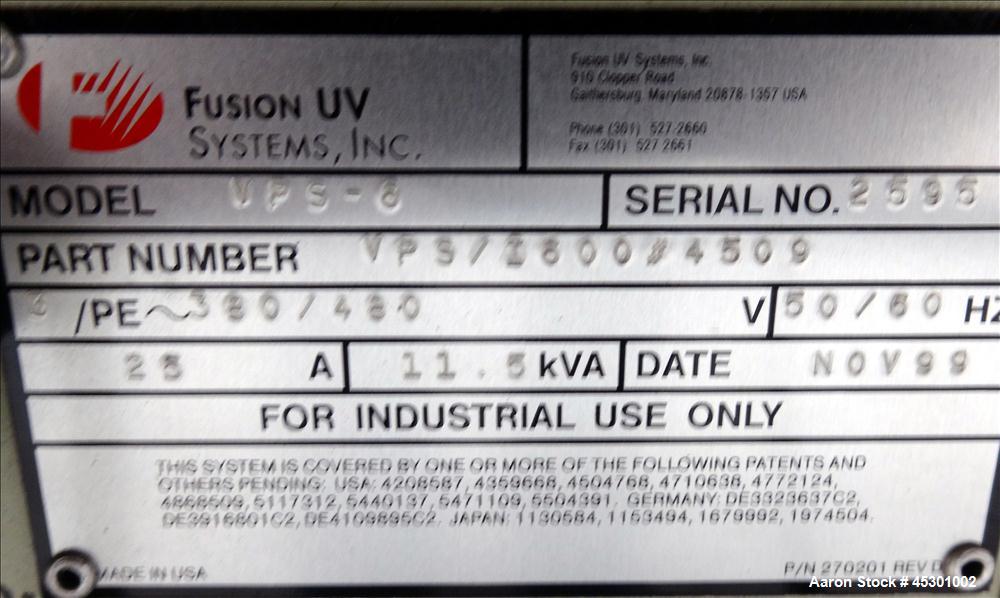 FUSION UV
SYSTEMS, INC.
Fusion UV Systems, Inc.
910 Clopper Road
Gaithersburg, Maryland 20878-1357 USA
Phone (301) 527-2660
Fax (301) 527 2661
MODEL VPS-6
SERIAL NO. 2595
PART NUMBER VPS/I600#4509
3 /PE~380/480 V 50/60 HZ
25 A 11.5 kVA DATE NOV99
FOR INDUSTRIAL USE ONLY
THIS SYSTEM IS COVERED BY ONE OR MORE OF THE FOLLOWING PATENTS AND
OTHERS PENDING: USA: 4208587, 4359668, 4504768, 4710638, 4772124,
4868509, 5117312, 5440137, 5471109, 5504391. GERMANY: DE3323637C2,
DE3916801C2, DE4109895C2. JAPAN: 1130584, 1153494, 1679992, 1974504.
MADE IN USA
P/N 270201 REV D
Aaron Stock # 45301002